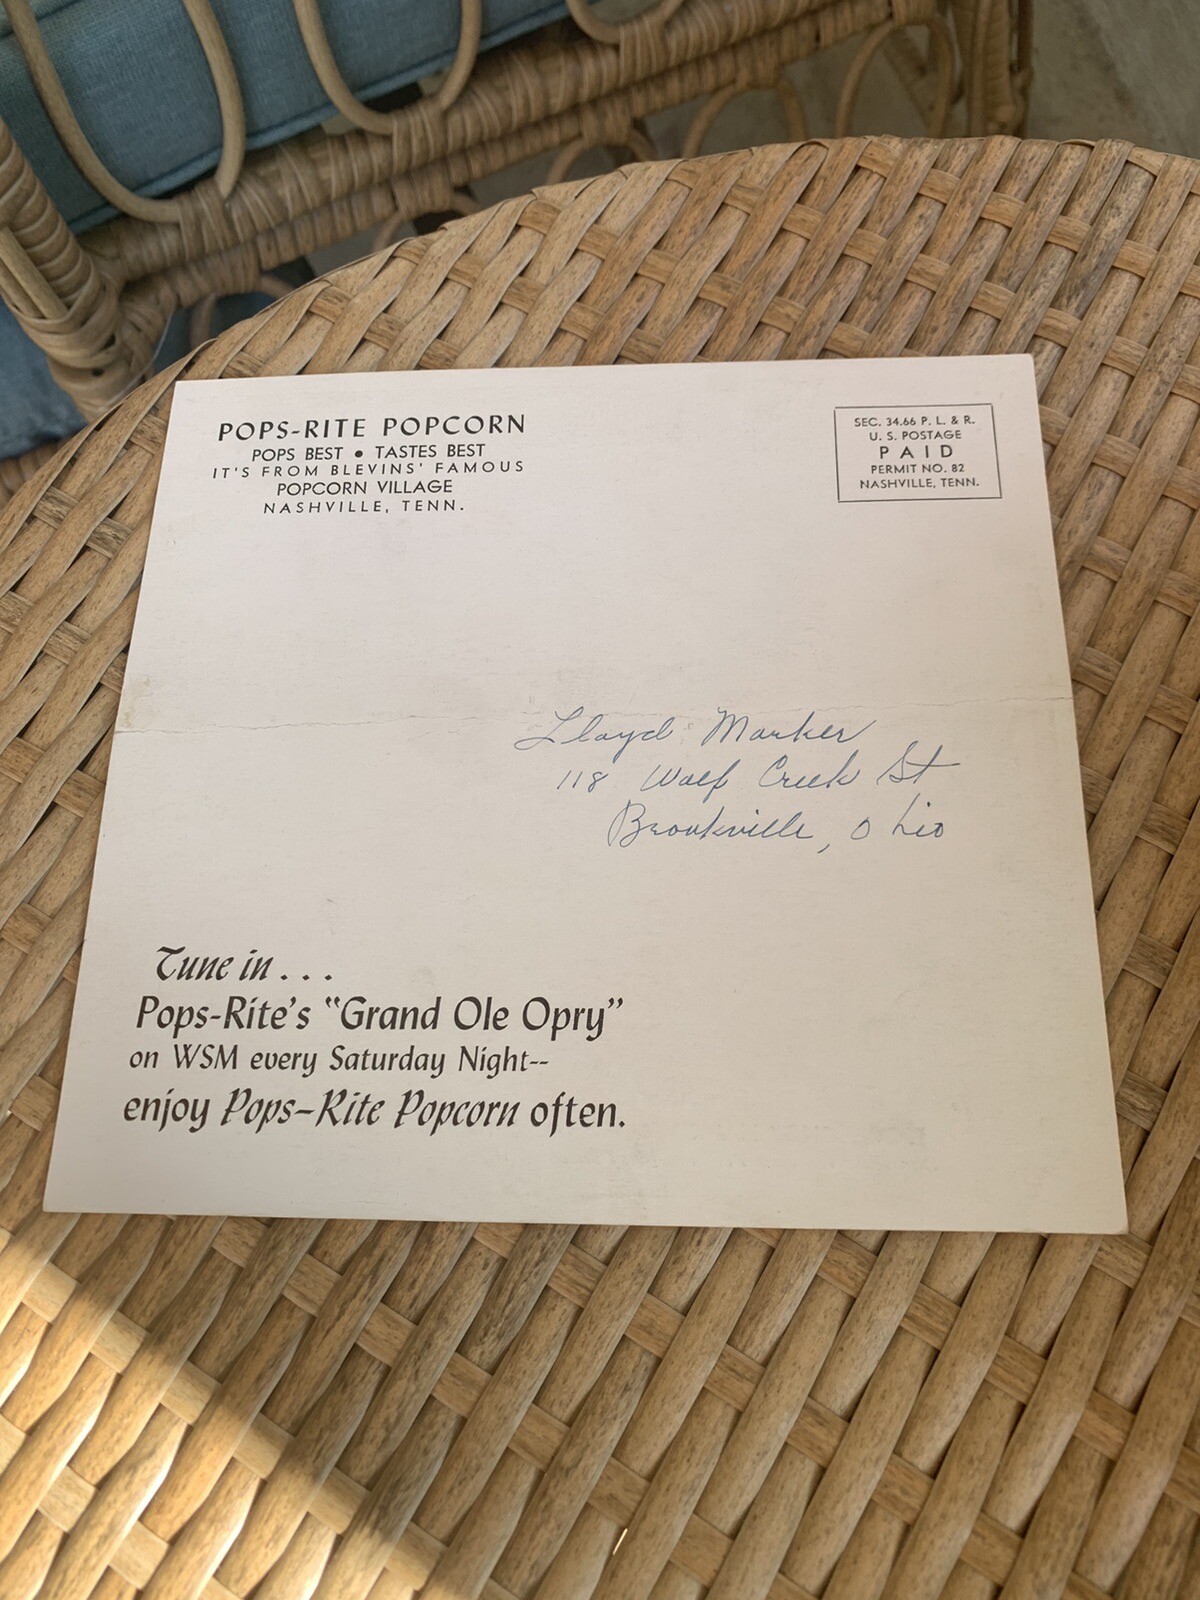 POPS-RITE POPCORN
POPS BEST • TASTES BEST
IT'S FROM BLEVINS' FAMOUS
POPCORN VILLAGE
NASHVILLE, TENN.
SEC. 34.66 P. L. & R.
U. S. POSTAGE
PAID
PERMIT NO. 82
NASHVILLE, TENN.
Lloyd Marker
118 Wolf Creek St
Brookville, Ohio
Tune in . . .
Pops-Rite's "Grand Ole Opry"
on WSM every Saturday Night--
enjoy Pops-Rite Popcorn often.